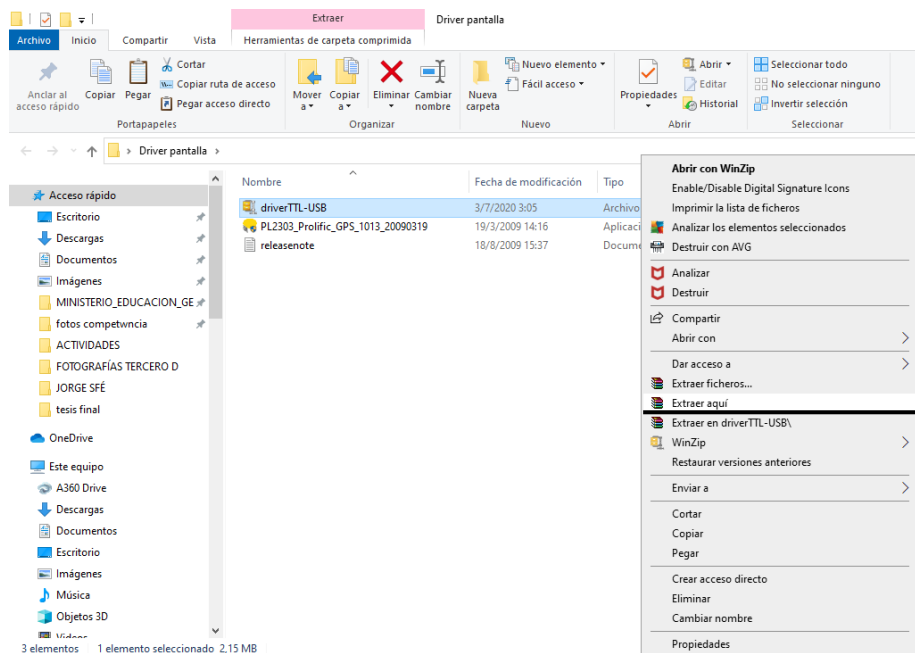 Extraer
Driver pantalla
Archivo
Inicio
Compartir
Vista
Herramientas de carpeta comprimida
Anclar al
acceso rápido
Copiar
Pegar
Cortar
Copiar ruta de acceso
Pegar acceso directo
Portapapeles
Mover
a
Copiar
a
Eliminar
Cambiar
nombre
Organizar
Nueva
carpeta
Nuevo elemento
Fácil acceso
Nuevo
Propiedades
Abrir
Editar
Historial
Abrir
Seleccionar todo
No seleccionar ninguno
Invertir selección
Seleccionar
Driver pantalla
Acceso rápido
Escritorio
Descargas
Documentos
Imágenes
MINISTERIO_EDUCACION_GE
fotos competwncia
ACTIVIDADES
FOTOGRAFÍAS TERCERO D
JORGE SFÉ
tesis final
OneDrive
Este equipo
A360 Drive
Descargas
Documentos
Escritorio
Imágenes
Música
Objetos 3D
Videos
Nombre Fecha de modificación Tipo
driverTTL-USB 3/7/2020 3:05 Archivo
PL2303_Prolific_GPS_1013_20090319 19/3/2009 14:16 Aplicaci
releasenote 18/8/2009 15:37 Docume
Abrir con WinZip
Enable/Disable Digital Signature Icons
Imprimir la lista de ficheros
Analizar los elementos seleccionados
Destruir con AVG
Analizar
Destruir
Compartir
Abrir con
Dar acceso a
Extraer ficheros...
Extraer aquí
Extraer en driverTTL-USB\
WinZip
Restaurar versiones anteriores
Enviar a
Cortar
Copiar
Pegar
Crear acceso directo
Eliminar
Cambiar nombre
Propiedades
3 elementos 1 elemento seleccionado 2,15 MB